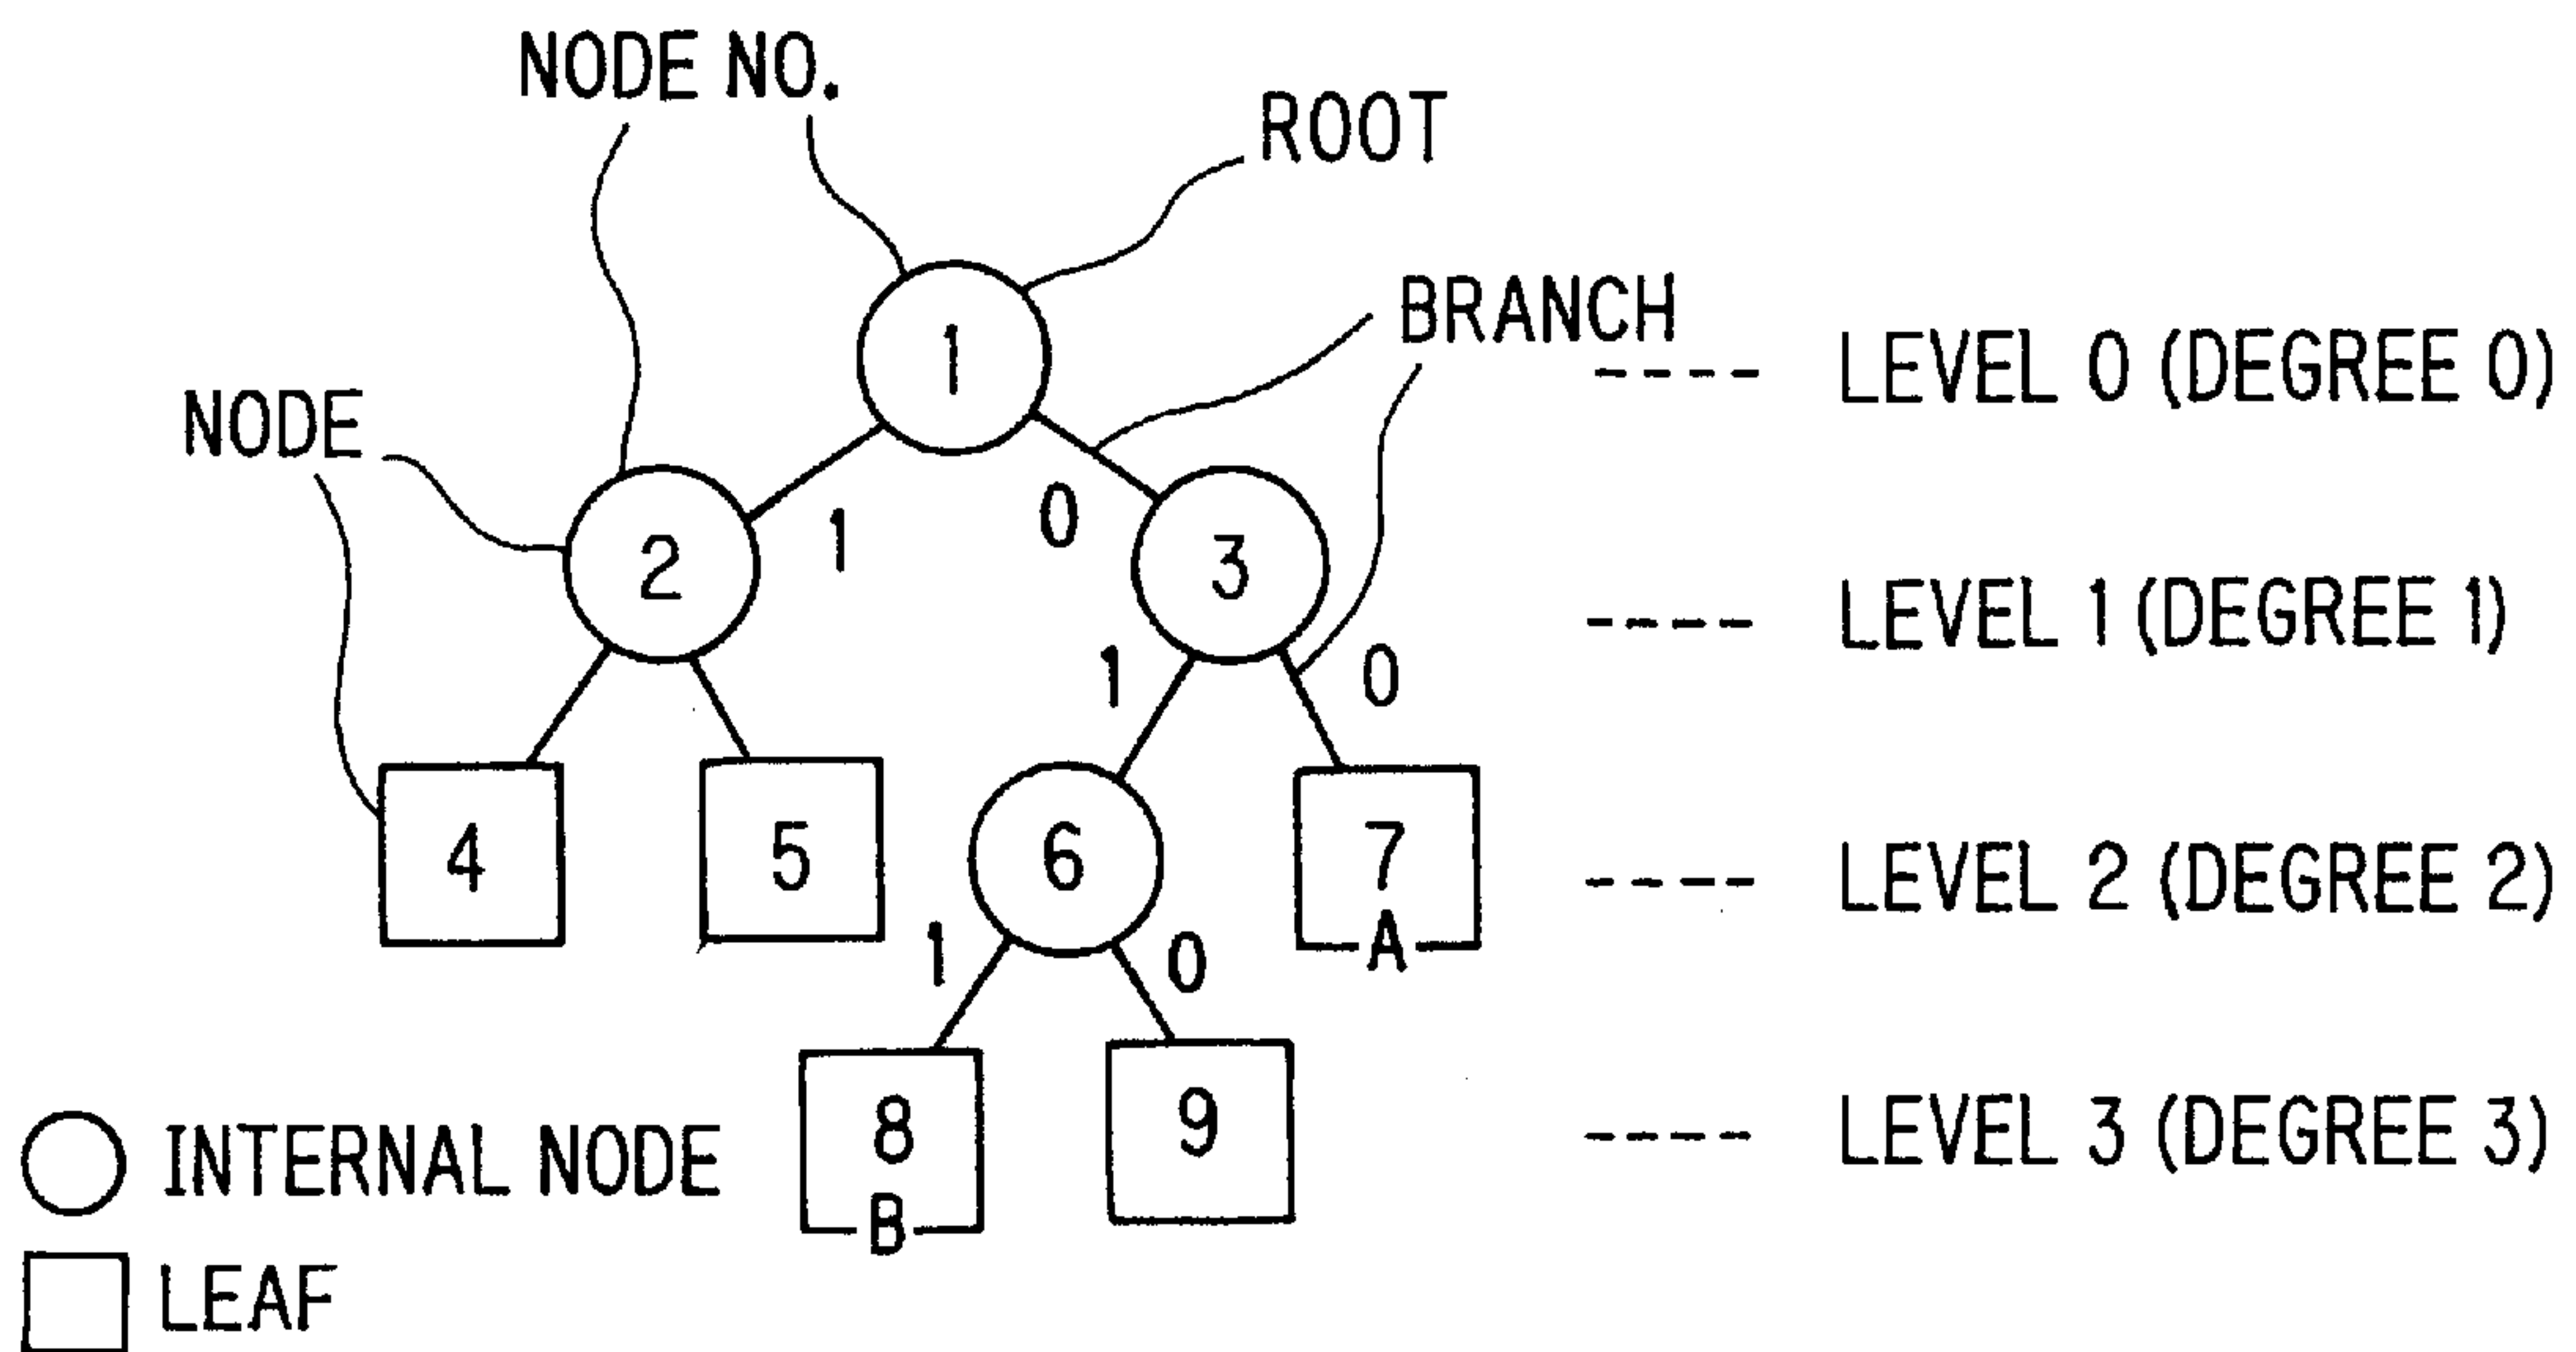 NODE NO.
ROOT
BRANCH
NODE
1
LEVEL 0 (DEGREE 0)
1 0
2 3
LEVEL 1 (DEGREE 1)
1 0
4 5 6 7
A
LEVEL 2 (DEGREE 2)
1 0
8 9
B
LEVEL 3 (DEGREE 3)
INTERNAL NODE
LEAF